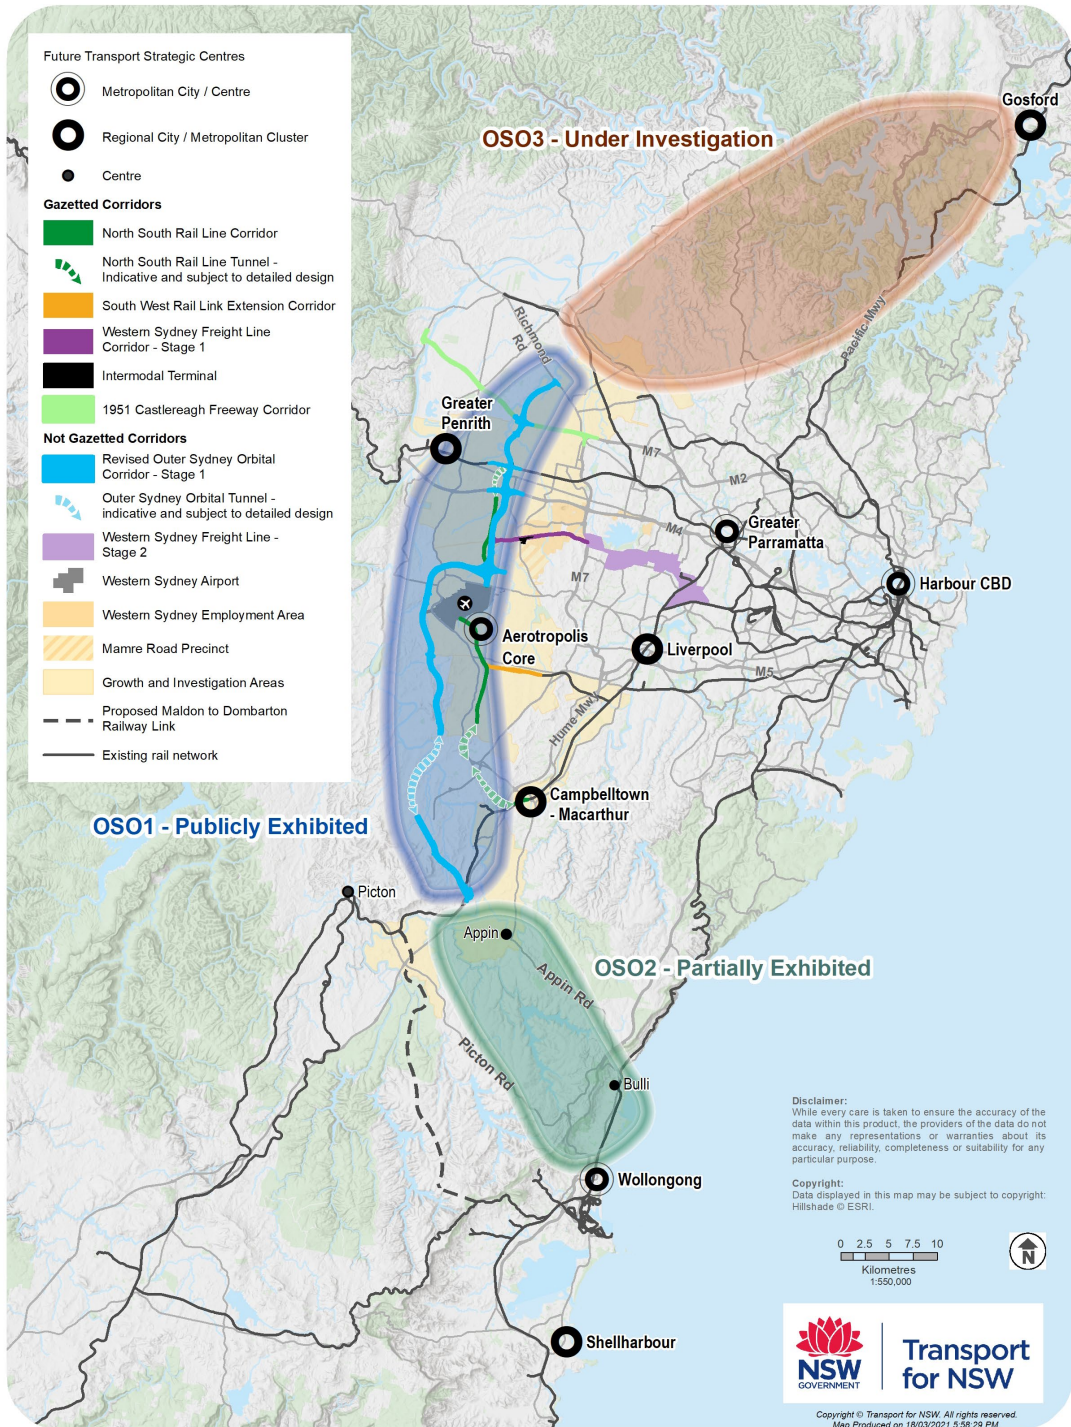 Future Transport Strategic Centres
Metropolitan City / Centre
Regional City / Metropolitan Cluster
Centre
Gazetted Corridors
North South Rail Line Corridor
North South Rail Line Tunnel -
Indicative and subject to detailed design
South West Rail Link Extension Corridor
Western Sydney Freight Line
Corridor - Stage 1
Intermodal Terminal
1951 Castlereagh Freeway Corridor
Not Gazetted Corridors
Revised Outer Sydney Orbital
Corridor - Stage 1
Outer Sydney Orbital Tunnel -
indicative and subject to detailed design
Western Sydney Freight Line -
Stage 2
Western Sydney Airport
Western Sydney Employment Area
Mamre Road Precinct
Growth and Investigation Areas
Proposed Maldon to Dombarton
Railway Link
Existing rail network
Gosford
OSO3 - Under Investigation
Pacific Mwy
Richmond
Rd
Greater
Penrith
M7
M2
M4
Greater
Parramatta
M7
Harbour CBD
Aerotropolis
Core
Liverpool
M5
Hume Mwy
Campbelltown
- Macarthur
OSO1 - Publicly Exhibited
Picton
Appin
OSO2 - Partially Exhibited
Appin Rd
Picton Rd
Bulli
Wollongong
Shellharbour
Disclaimer:
While every care is taken to ensure the accuracy of the
data within this product, the providers of the data do not
make any representations or warranties about its
accuracy, reliability, completeness or suitability for any
particular purpose.
Copyright:
Data displayed in this map may be subject to copyright:
Hillshade © ESRI.
0 2.5 5 7.5 10
Kilometres
1:550,000
N
NSW
GOVERNMENT
Transport
for NSW
Copyright © Transport for NSW. All rights reserved.
Map Produced on 18/03/2021 5:58:29 PM